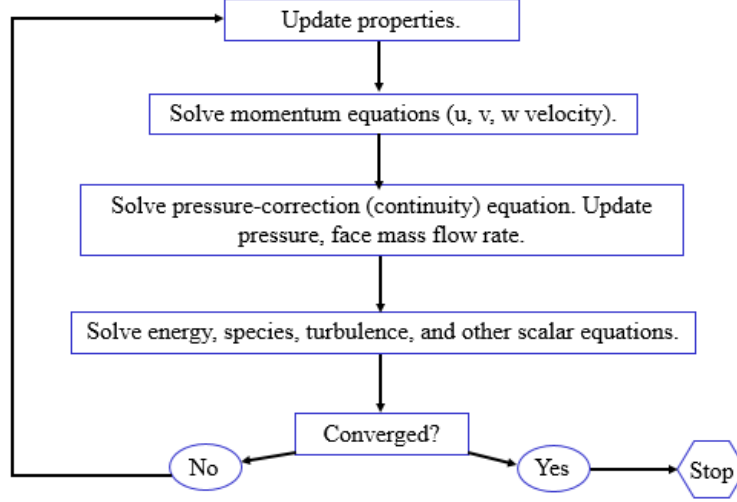 Update properties.
Solve momentum equations (u, v, w velocity).
Solve pressure-correction (continuity) equation. Update
pressure, face mass flow rate.
Solve energy, species, turbulence, and other scalar equations.
Converged?
No
Yes
Stop